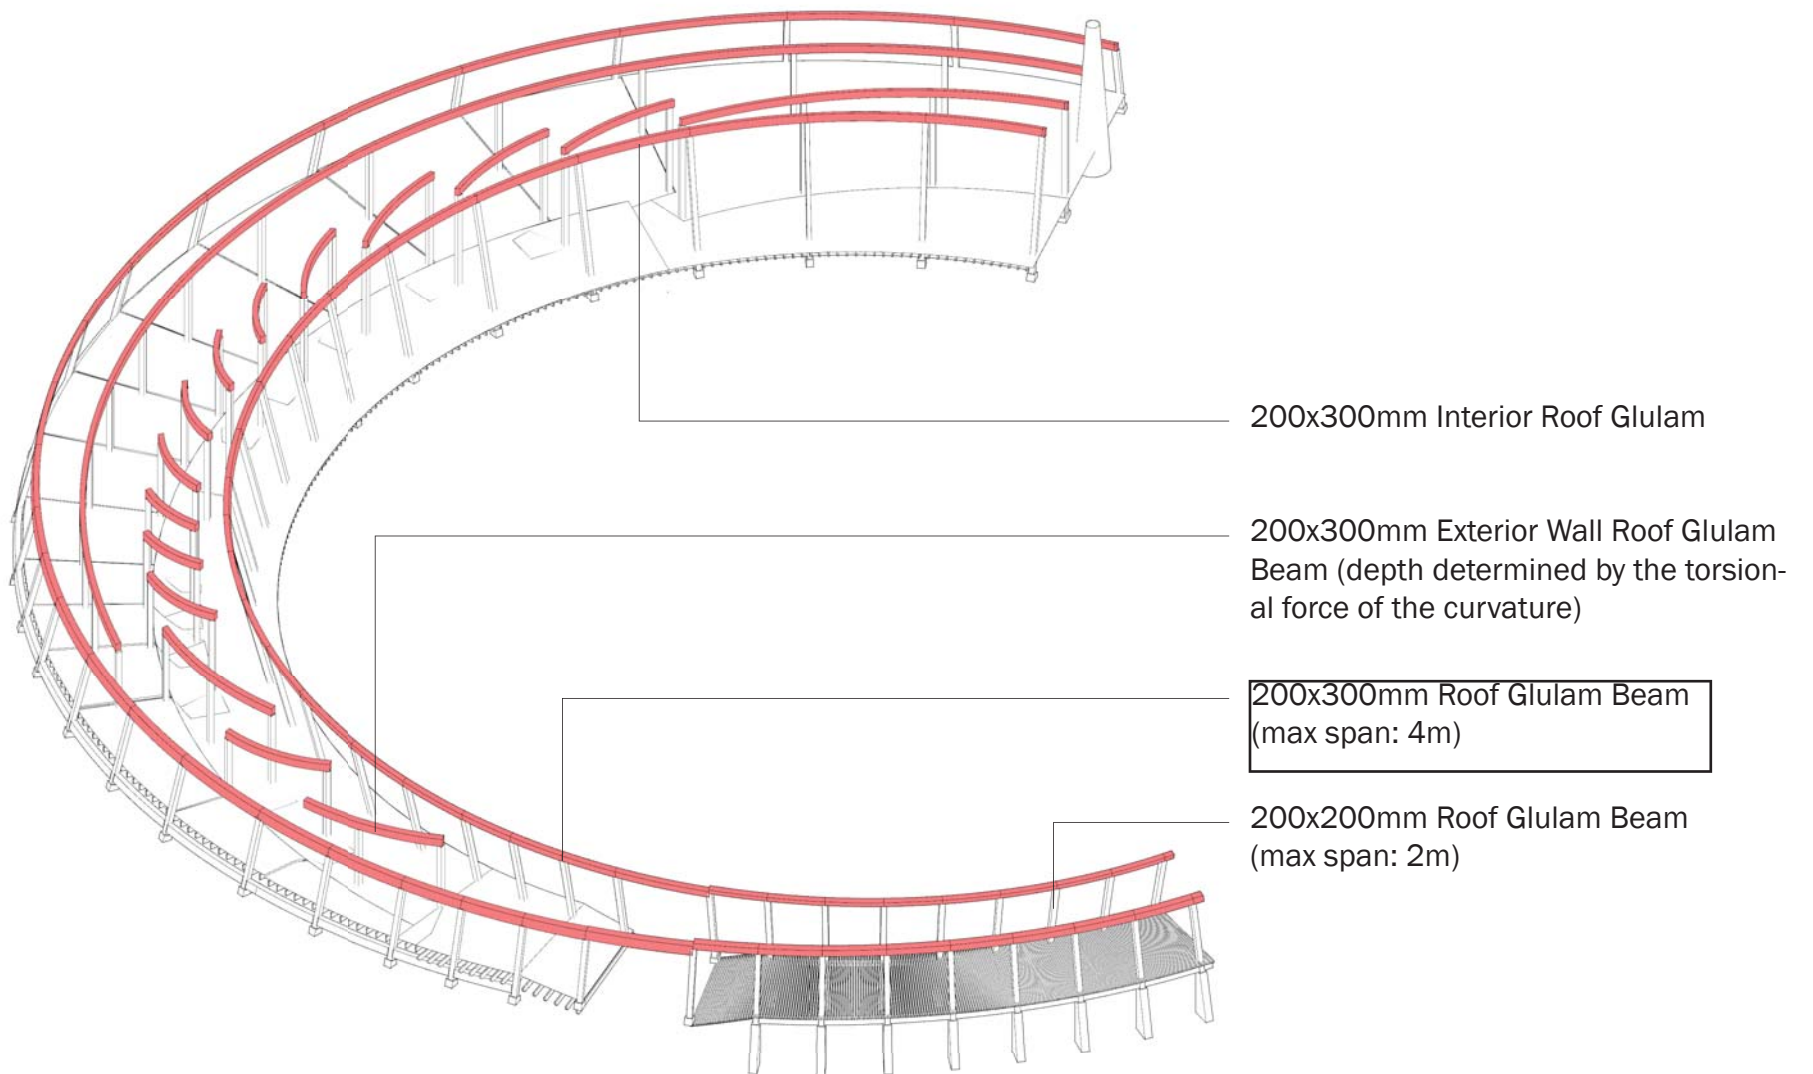 200x300mm Interior Roof Glulam
200x300mm Exterior Wall Roof Glulam
Beam (depth determined by the torsion-
al force of the curvature)
200x300mm Roof Glulam Beam
(max span: 4m)
200x200mm Roof Glulam Beam
(max span: 2m)